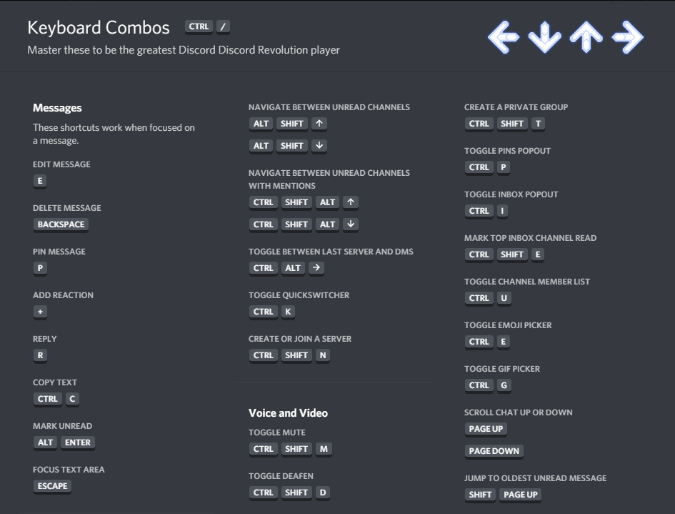 Keyboard Combos CTRL /
Master these to be the greatest Discord Discord Revolution player
Messages
These shortcuts work when focused on
a message.
EDIT MESSAGE
E
DELETE MESSAGE
BACKSPACE
PIN MESSAGE
P
ADD REACTION
+
REPLY
R
COPY TEXT
CTRL C
MARK UNREAD
ALT ENTER
FOCUS TEXT AREA
ESCAPE
NAVIGATE BETWEEN UNREAD CHANNELS
ALT SHIFT ↑
ALT SHIFT ↓
NAVIGATE BETWEEN UNREAD CHANNELS
WITH MENTIONS
CTRL SHIFT ALT ↑
CTRL SHIFT ALT ↓
TOGGLE BETWEEN LAST SERVER AND DMS
CTRL ALT →
TOGGLE QUICKSWITCHER
CTRL K
CREATE OR JOIN A SERVER
CTRL SHIFT N
Voice and Video
TOGGLE MUTE
CTRL SHIFT M
TOGGLE DEAFEN
CTRL SHIFT D
CREATE A PRIVATE GROUP
CTRL SHIFT T
TOGGLE PINS POPOUT
CTRL P
TOGGLE INBOX POPOUT
CTRL I
MARK TOP INBOX CHANNEL READ
CTRL SHIFT E
TOGGLE CHANNEL MEMBER LIST
CTRL U
TOGGLE EMOJI PICKER
CTRL E
TOGGLE GIF PICKER
CTRL G
SCROLL CHAT UP OR DOWN
PAGE UP
PAGE DOWN
JUMP TO OLDEST UNREAD MESSAGE
SHIFT PAGE UP